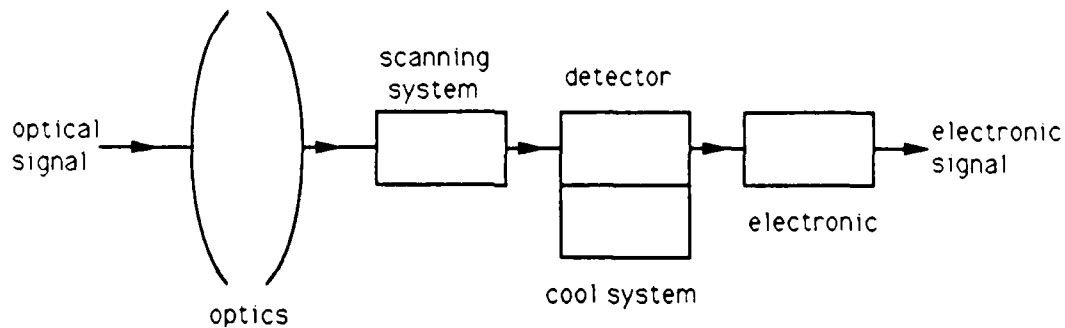 optical
signal
optics
scanning
system
detector
cool system
electronic
electronic
signal